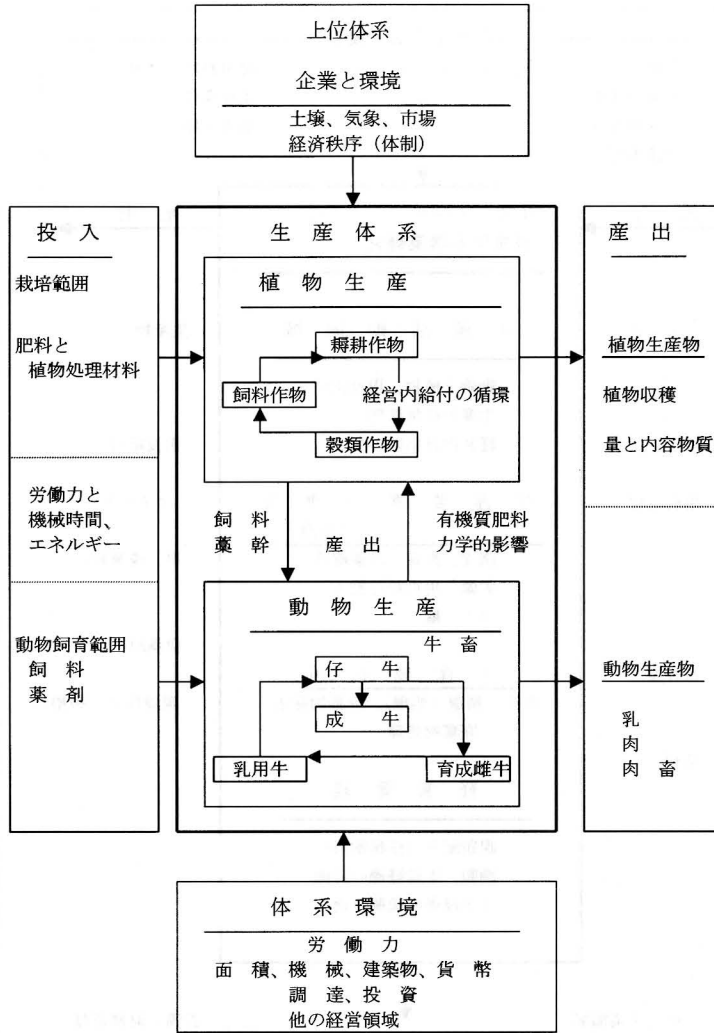 上位体系
企業と環境
土壌、気象、市場
経済秩序（体制）
投　入
栽培範囲
肥料と
植物処理材料
労働力と
機械時間、
エネルギー
動物飼育範囲
飼　料
薬　剤
生　産　体　系
植　物　生　産
耨耕作物
飼料作物
経営内給付の循環
穀類作物
飼　料
藁　幹
産　出
有機質肥料
力学的影響
動　物　生　産
牛　畜
仔　牛
成　牛
乳用牛
育成雌牛
産　出
植物生産物
植物収穫
量と内容物質
動物生産物
乳
肉
肉　畜
体　系　環　境
労　働　力
面　積、機　械、建築物、貨　幣
調　達、投　資
他の経営領域